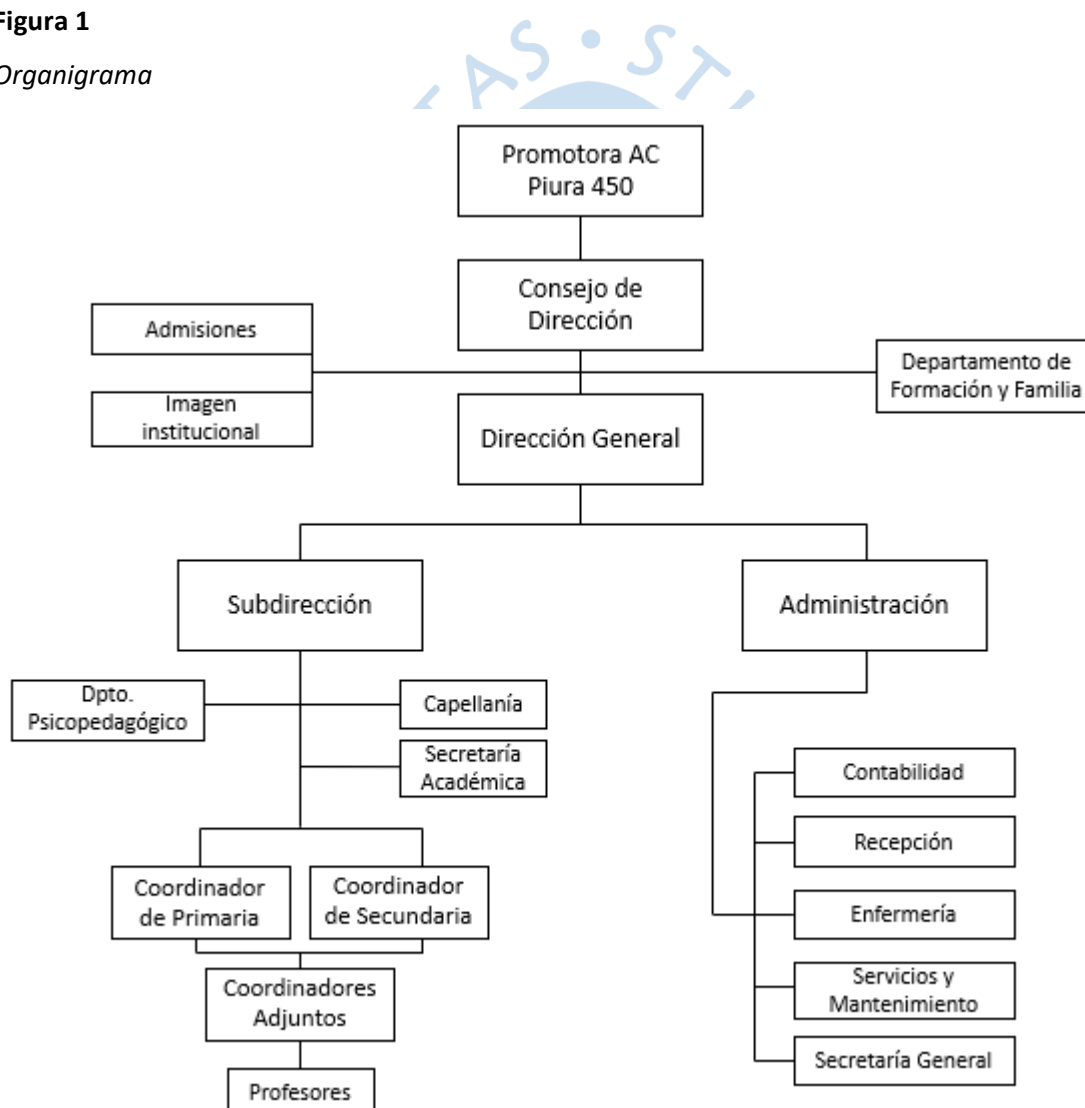 Figura 1
Organigrama
TAS • ST
Promotora AC
Piura 450
Consejo de
Dirección
Admisiones
Imagen
institucional
Departamento de
Formación y Familia
Dirección General
Subdirección
Administración
Dpto.
Psicopedagógico
Capellanía
Secretaría
Académica
Contabilidad
Recepción
Coordinador
de Primaria
Coordinador
de Secundaria
Enfermería
Coordinadores
Adjuntos
Servicios y
Mantenimiento
Secretaría General
Profesores